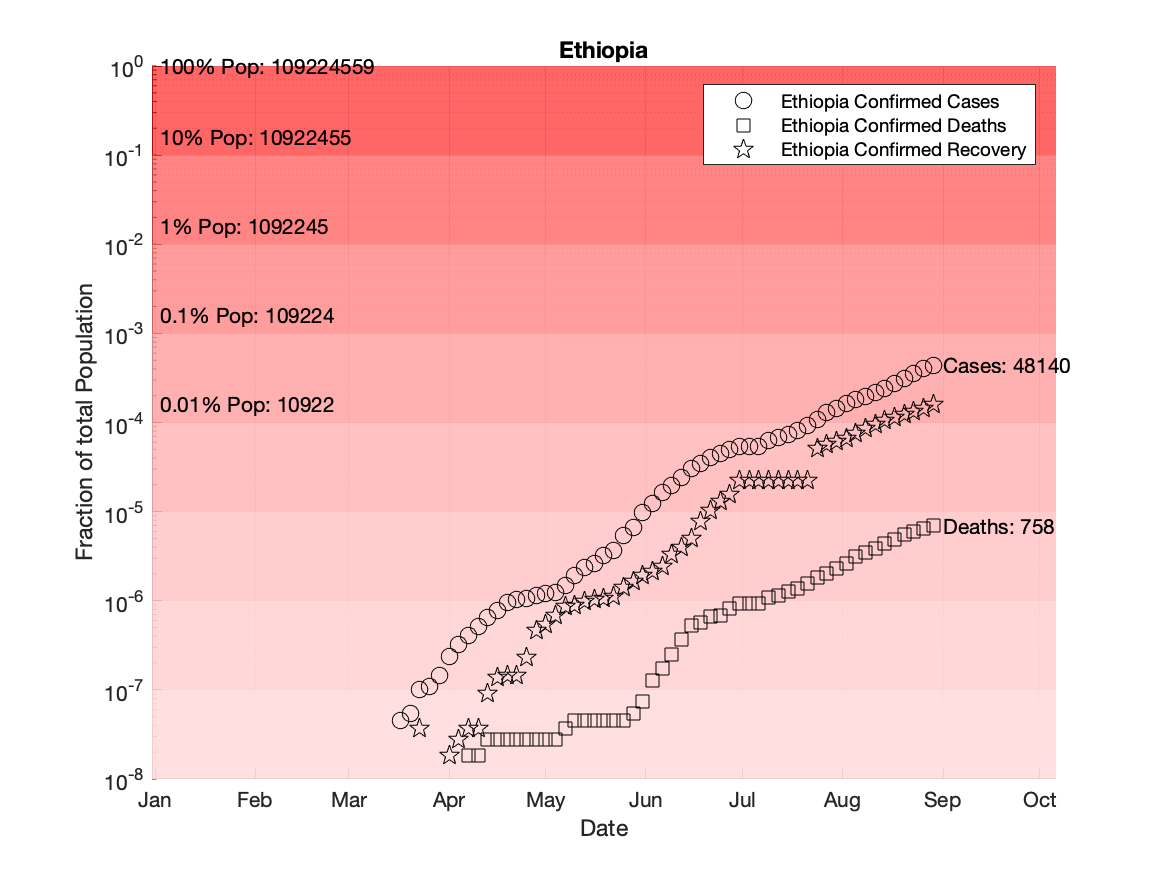 Ethiopia
10^0
100% Pop: 109224559
Ethiopia Confirmed Cases
Ethiopia Confirmed Deaths
Ethiopia Confirmed Recovery
10% Pop: 10922455
10^-1
1% Pop: 1092245
10^-2
0.1% Pop: 109224
10^-3
Cases: 48140
0.01% Pop: 10922
10^-4
10^-5
Deaths: 758
10^-6
10^-7
10^-8
Fraction of total Population
Jan Feb Mar Apr May Jun Jul Aug Sep Oct
Date